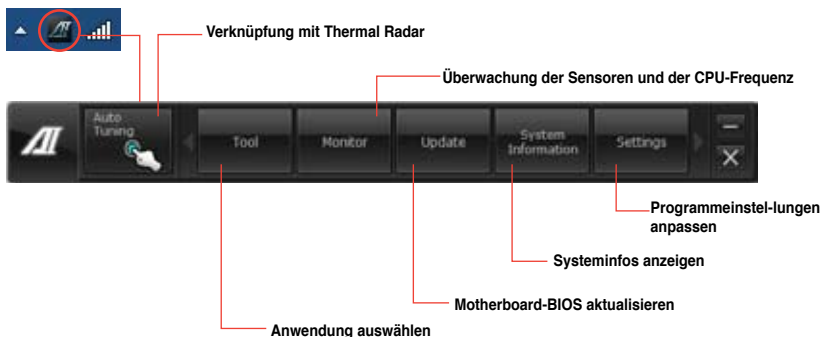 Verknüpfung mit Thermal Radar
Überwachung der Sensoren und der CPU-Frequenz
Auto
Tuning
Tool
Monitor
Update
System
Information
Settings
Programmeinstel-lungen
anpassen
Systeminfos anzeigen
Motherboard-BIOS aktualisieren
Anwendung auswählen